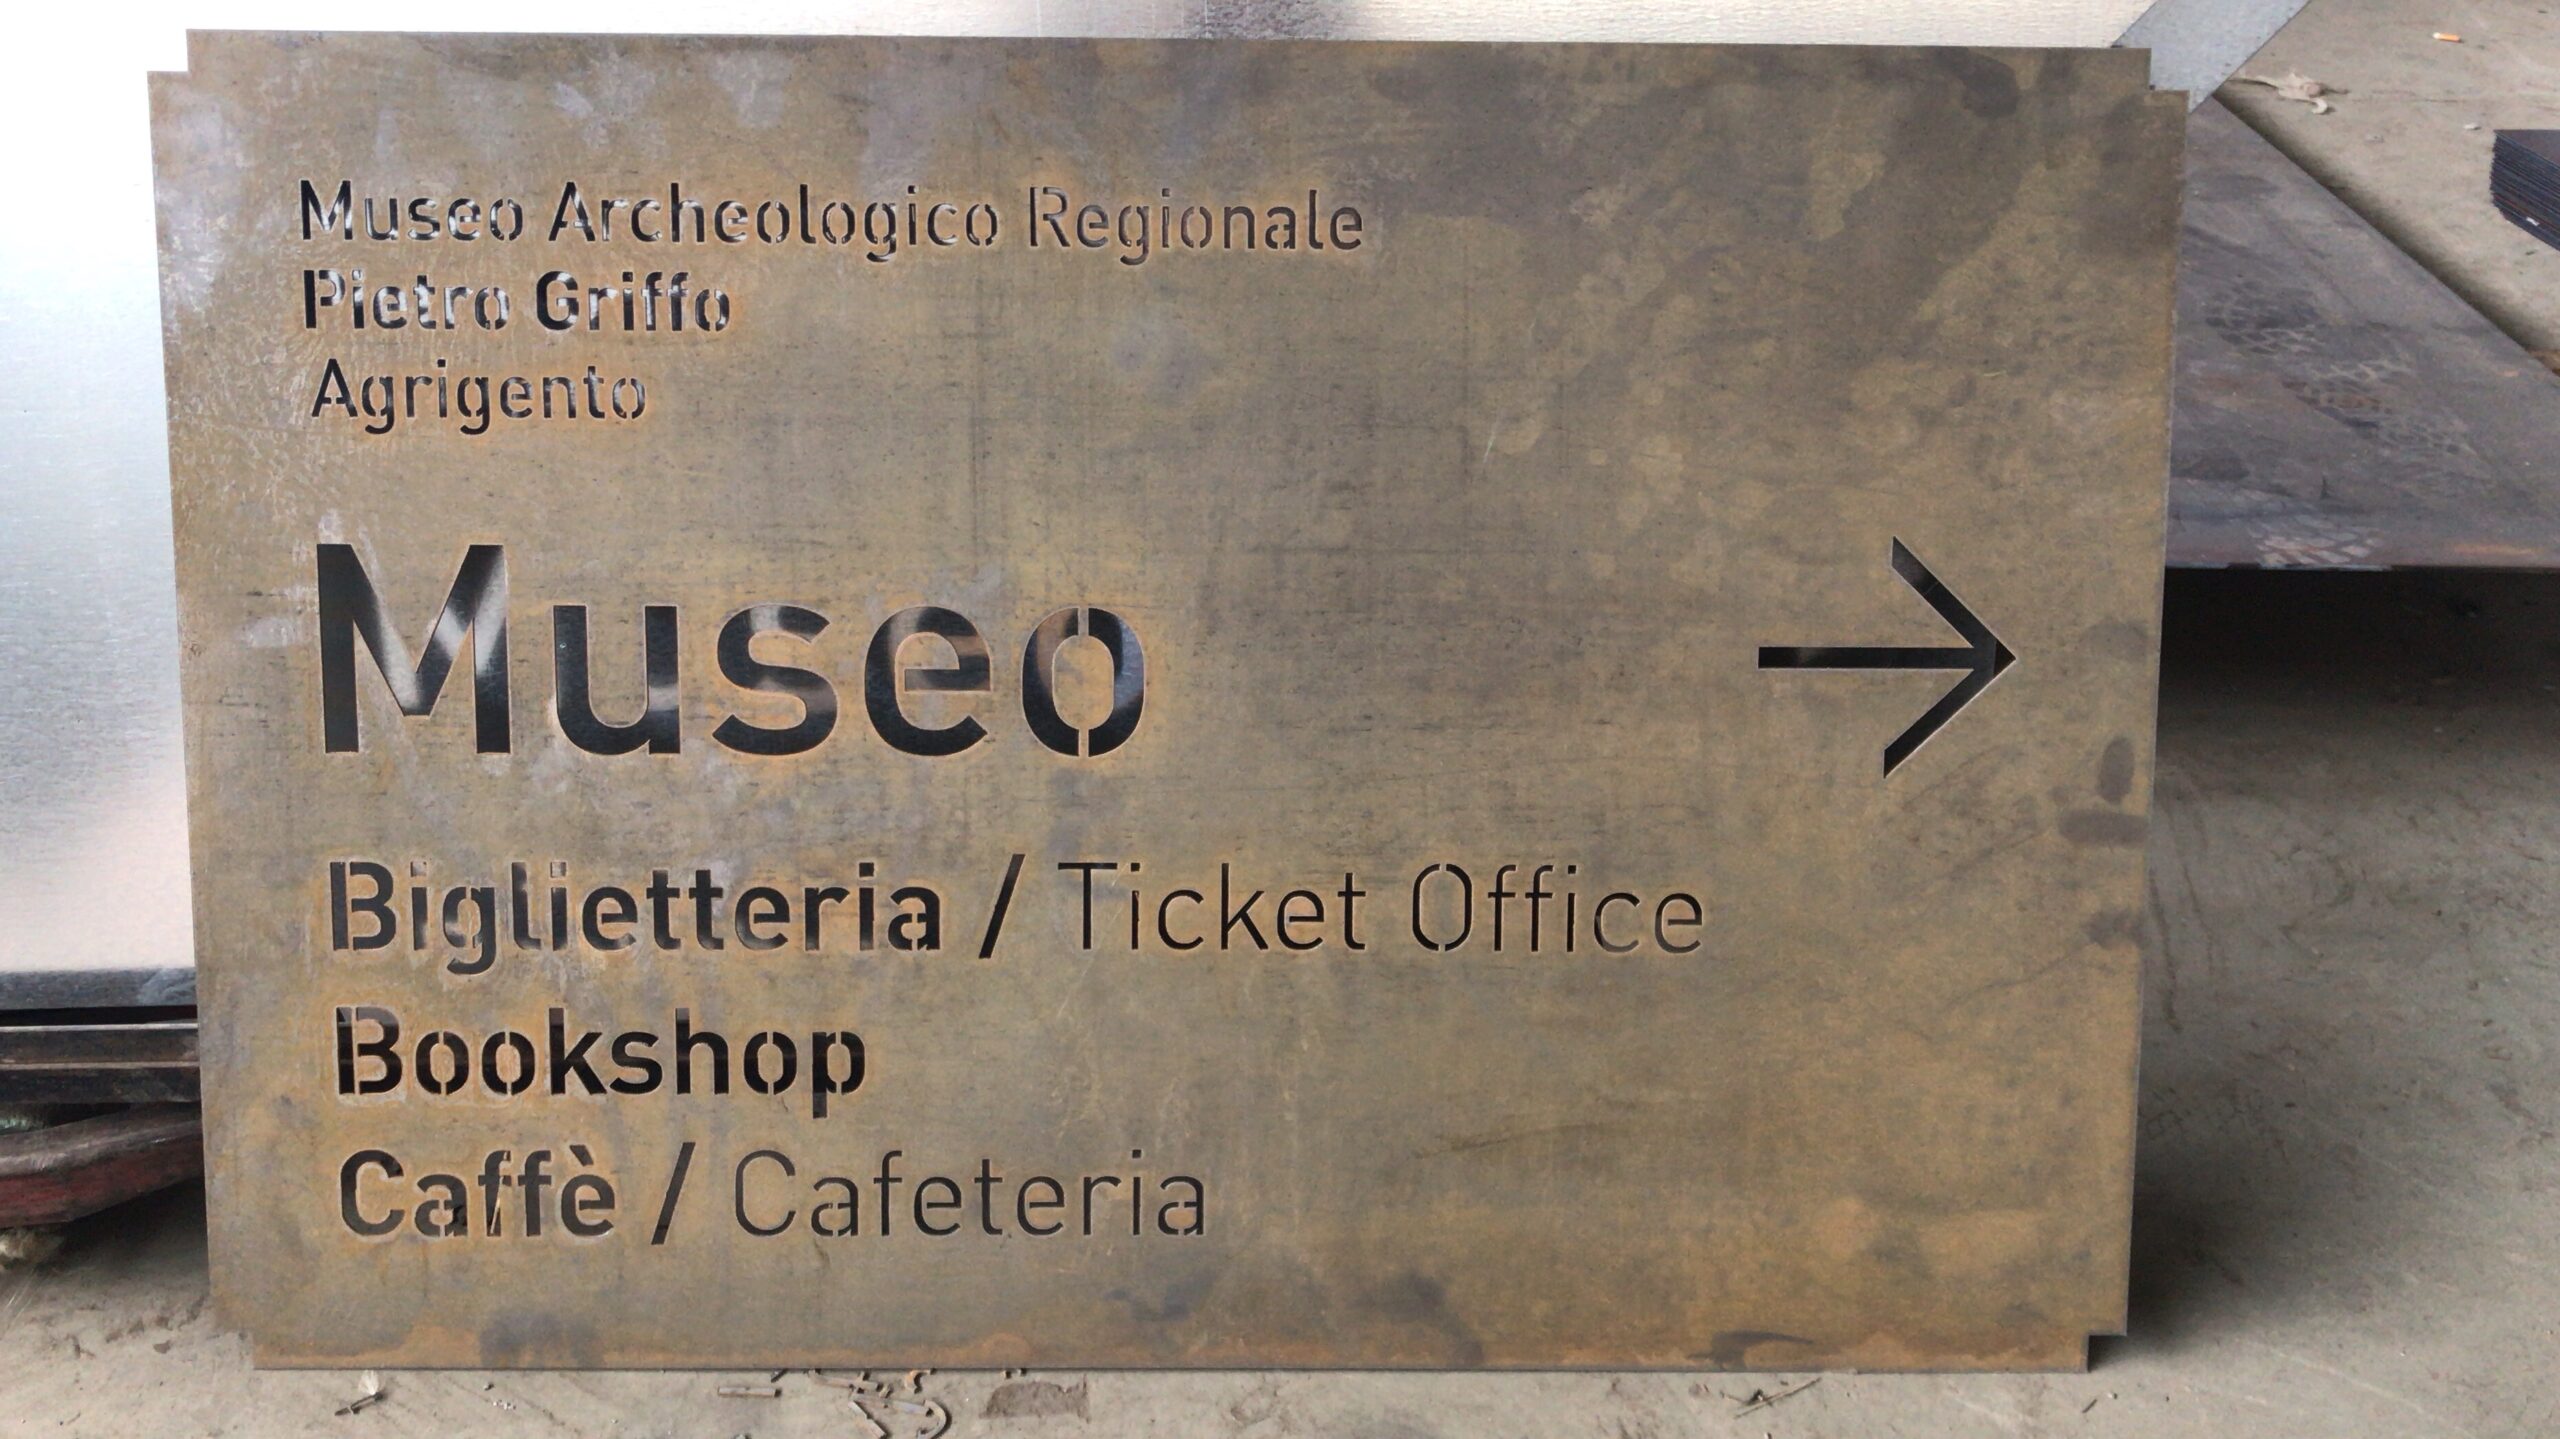 Museo Archeologico Regionale
Pietro Griffo
Agrigento
Museo →
Biglietteria / Ticket Office
Bookshop
Caffè / Cafeteria